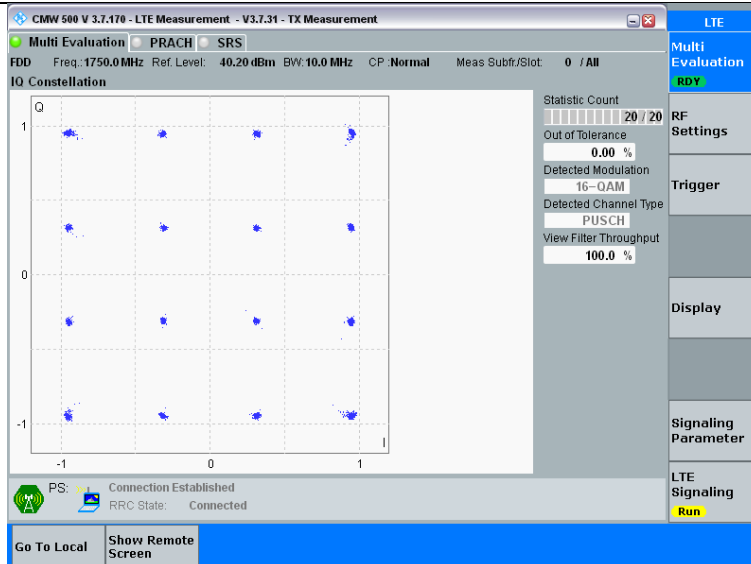 CMW 500 V 3.7.170 - LTE Measurement - V3.7.31 - TX Measurement
LTE
Multi Evaluation PRACH SRS
FDD Freq.:1750.0 MHz Ref. Level: 40.20 dBm BW:10.0 MHz CP :Normal Meas Subfr./Slot: 0 / All
IQ Constellation
Q
1
0
-1
-1 0 1
I
Statistic Count
20 / 20
Out of Tolerance
0.00 %
Detected Modulation
16-QAM
Detected Channel Type
PUSCH
View Filter Throughput
100.0 %
Multi
Evaluation
RDY
RF
Settings
Trigger
Display
Signaling
Parameter
LTE
Signaling
Run
PS: Connection Established
RRC State: Connected
Go To Local
Show Remote
Screen